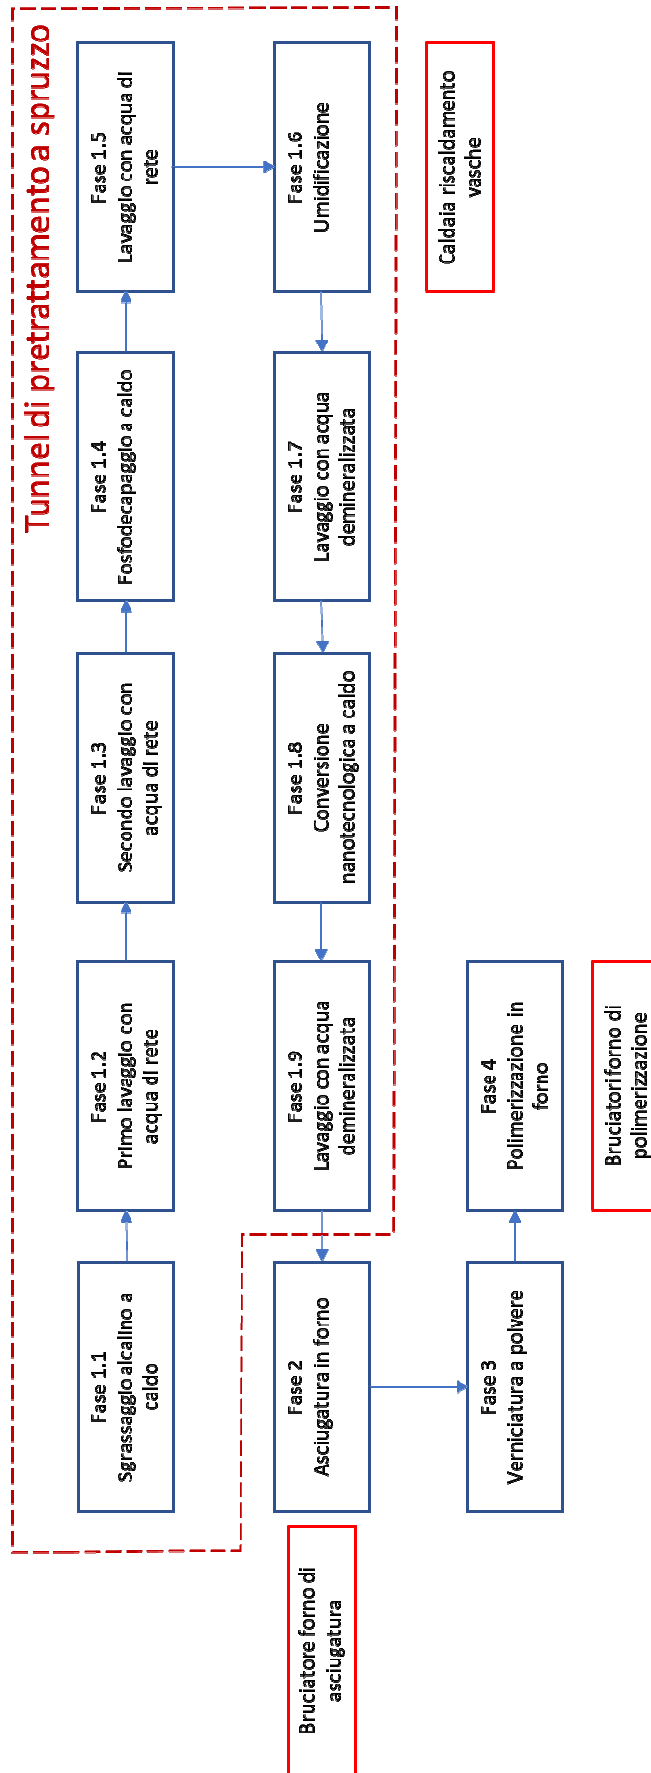 Tunnel di pretrattamento a spruzzo
Fase 1.1
Sgrassaggio alcalino a
caldo
Fase 1.2
Primo lavaggio con
acqua di rete
Fase 1.3
Secondo lavaggio con
acqua di rete
Fase 1.4
Fosfodecapaggio a caldo
Fase 1.5
Lavaggio con acqua di
rete
Fase 1.6
Umidificazione
Fase 1.7
Lavaggio con acqua
demineralizzata
Fase 1.8
Conversione
nanotecnologica a caldo
Fase 1.9
Lavaggio con acqua
demineralizzata
Fase 2
Asciugatura in forno
Bruciatore forno di
asciugatura
Fase 3
Verniciatura a polvere
Fase 4
Polimerizzazione in
forno
Caldaia riscaldamento
vasche
Bruciatori forno di
polimerizzazione